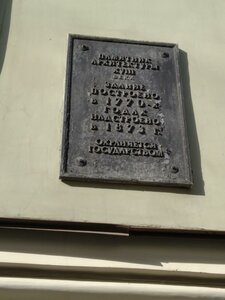 ПАМЯТНИК
АРХИТЕКТУРЫ
XVIII
ВЕКА
ЗДАНИЕ
ПОСТРОЕНО
В 1770-Х
ГОДАХ
НАДСТРОЕНО
В 1873 Г.
ОХРАНЯЕТСЯ
ГОСУДАРСТВОМ